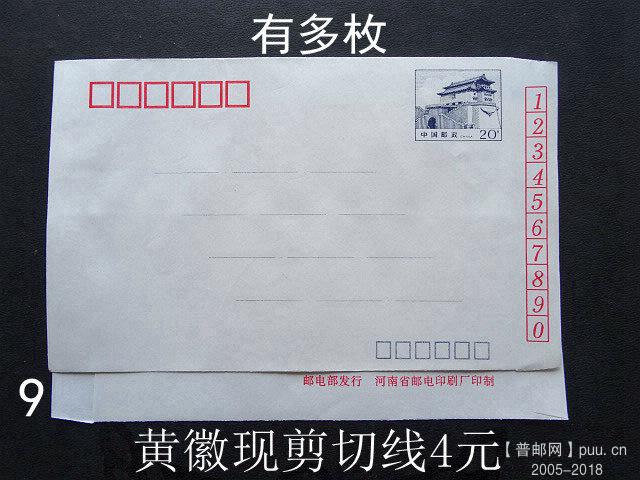 有多枚
中国邮政 20分
1
2
3
4
5
6
7
8
9
0
邮电部发行 河南省邮电印刷厂印制
9
黄徽现剪切线4元
【普邮网】puu.cn
2005-2018